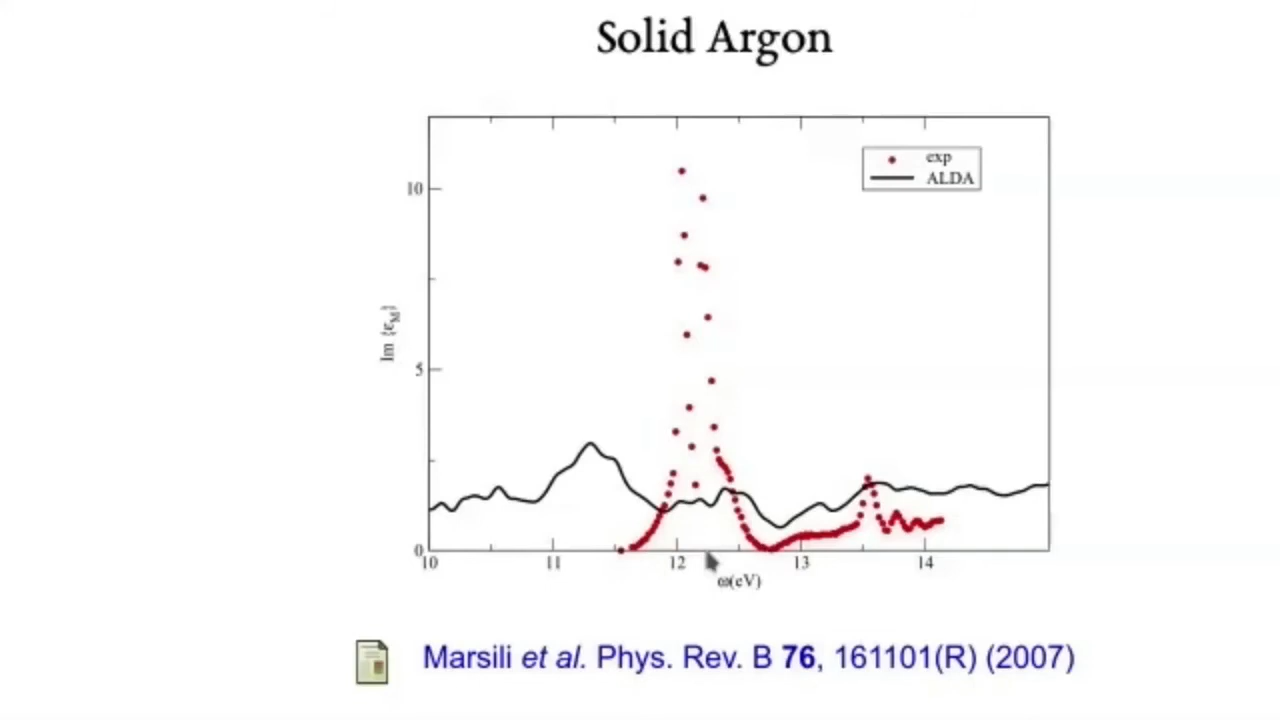 Solid Argon
exp
ALDA
10
5
0
Im {ε_M}
10 11 12 13 14
ω(eV)
Marsili et al. Phys. Rev. B 76, 161101(R) (2007)